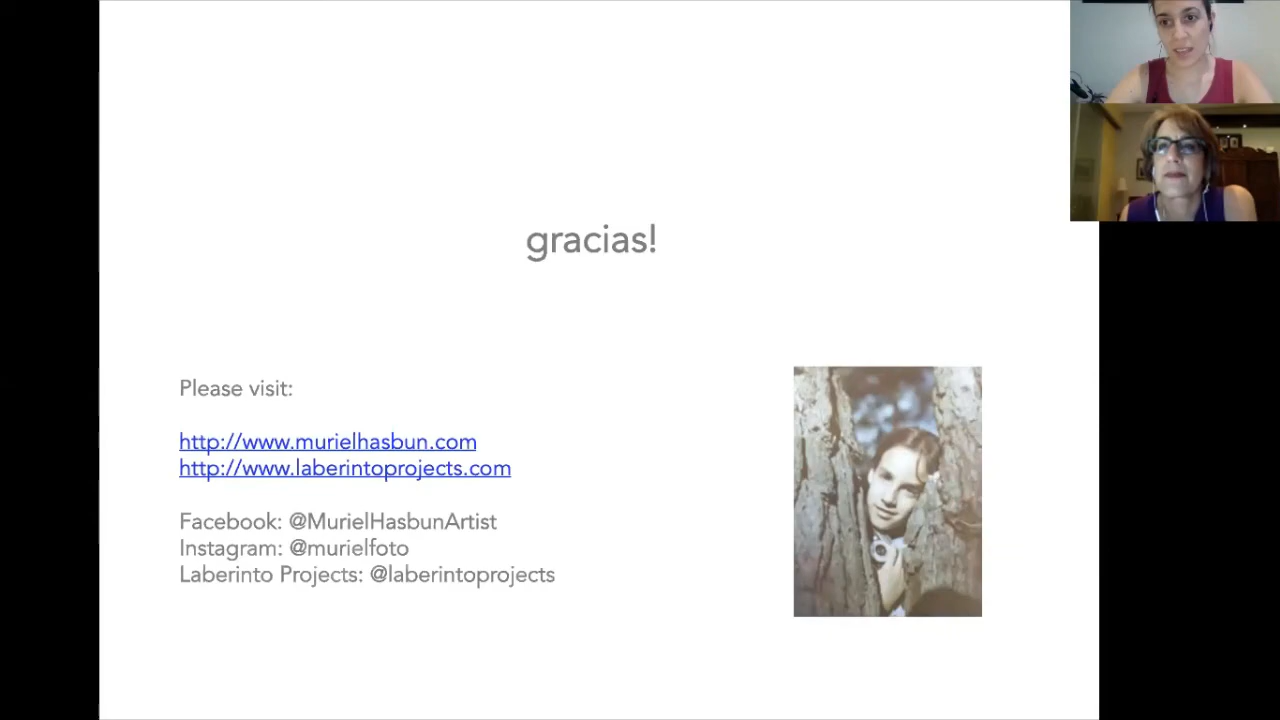 gracias!
Please visit:
http://www.murielhasbun.com
http://www.laberintoprojects.com
Facebook: @MurielHasbunArtist
Instagram: @murielfoto
Laberinto Projects: @laberintoprojects